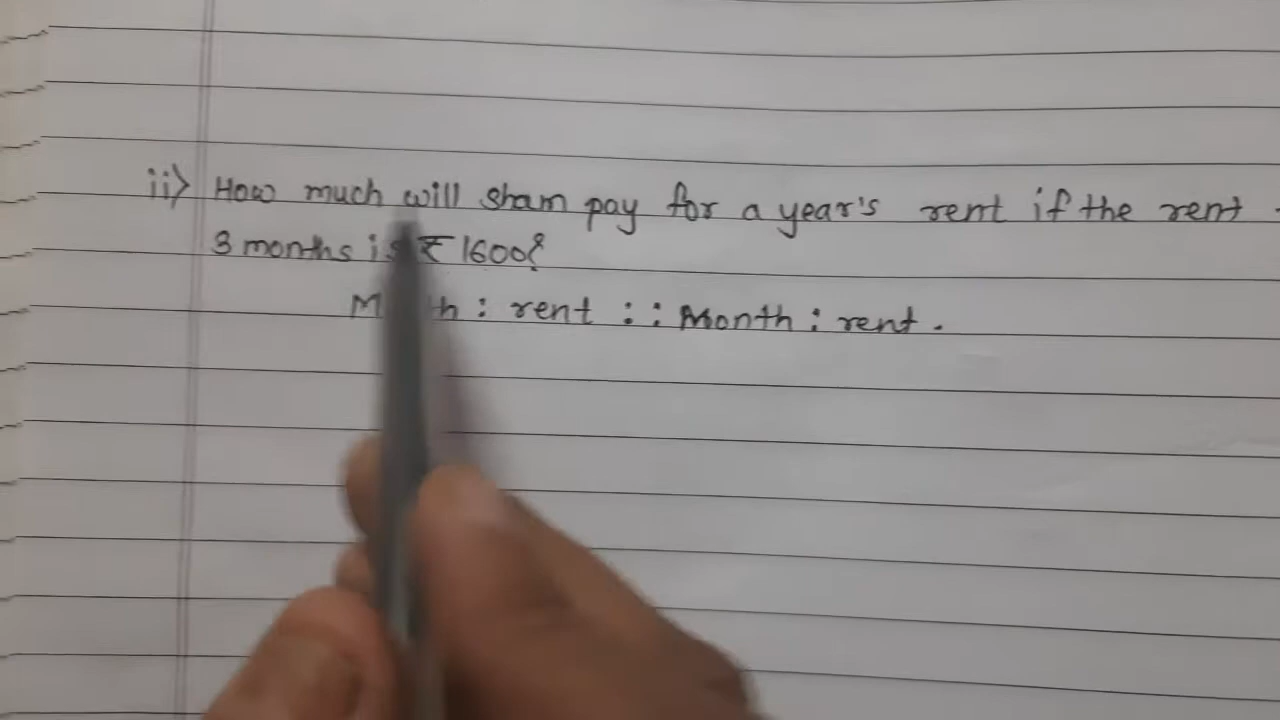 ii) How much will sham pay for a year's rent if the rent
3 months is ₹ 1600?
: rent :: Month : rent.